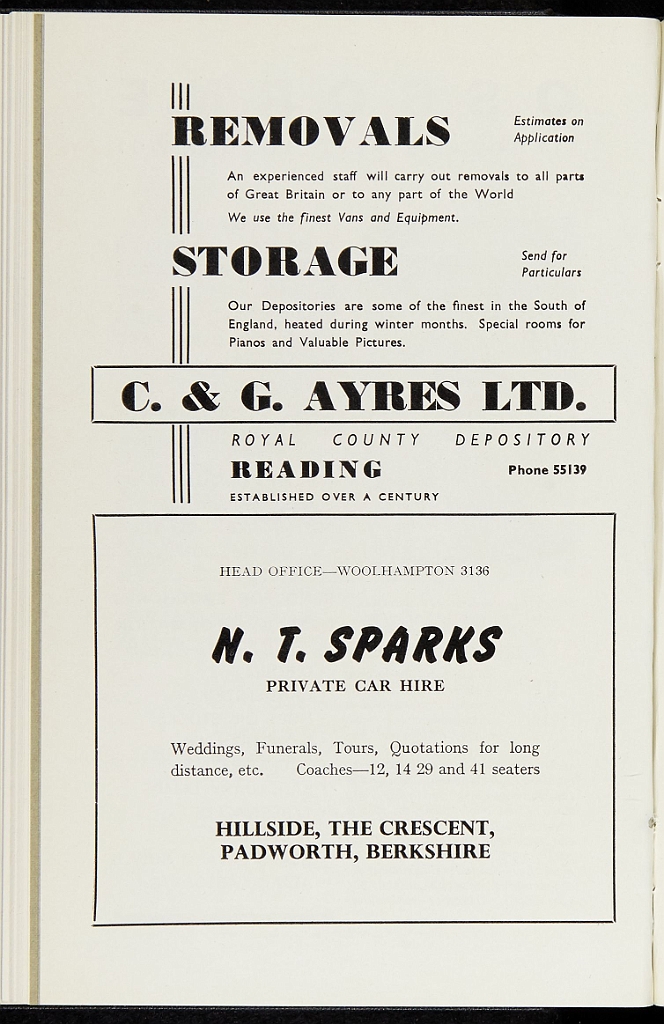 REMOVALS
Estimates on
Application
An experienced staff will carry out removals to all parts
of Great Britain or to any part of the World
We use the finest Vans and Equipment.
STORAGE
Send for
Particulars
Our Depositories are some of the finest in the South of
England, heated during winter months. Special rooms for
Pianos and Valuable Pictures.
C. & G. AYRES LTD.
ROYAL COUNTY DEPOSITORY
READING Phone 55139
ESTABLISHED OVER A CENTURY
HEAD OFFICE—WOOLHAMPTON 3136
N. T. SPARKS
PRIVATE CAR HIRE
Weddings, Funerals, Tours, Quotations for long
distance, etc. Coaches—12, 14 29 and 41 seaters
HILLSIDE, THE CRESCENT,
PADWORTH, BERKSHIRE